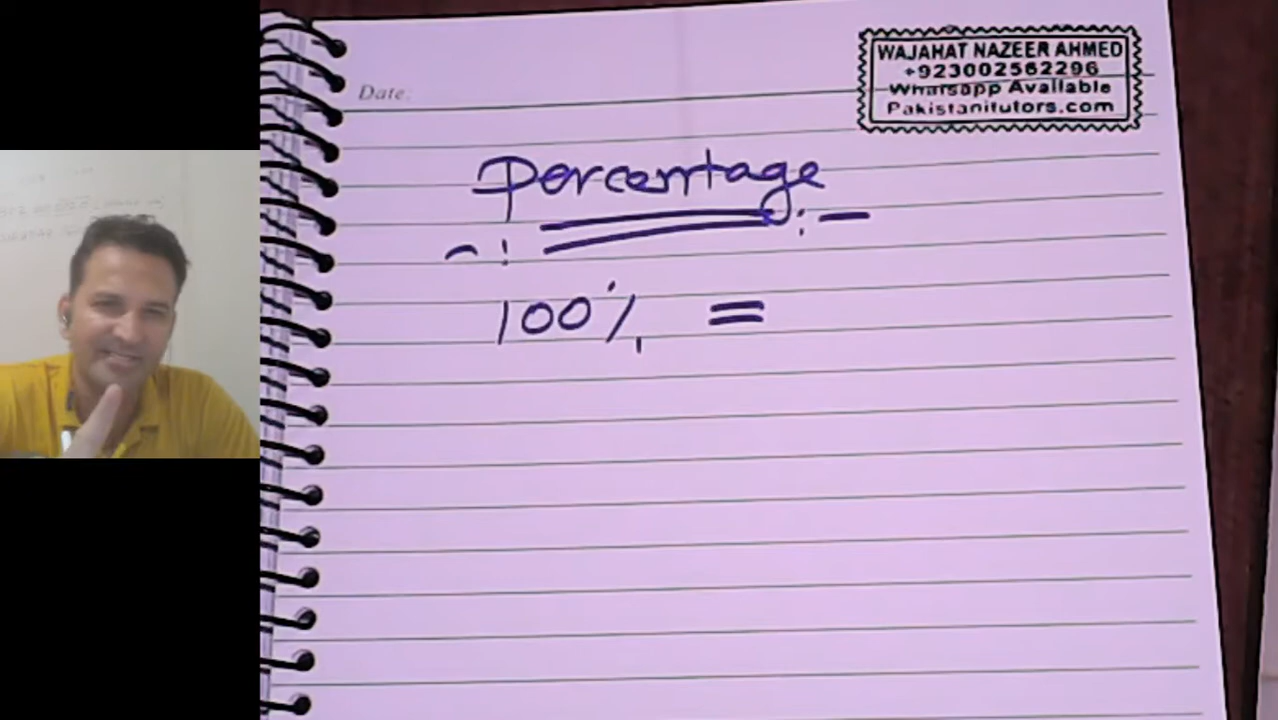 WAJAHAT NAZEER AHMED
+923002562296
Whatsapp Available
Pakistanitutors.com
Date:
Percentage
100% =